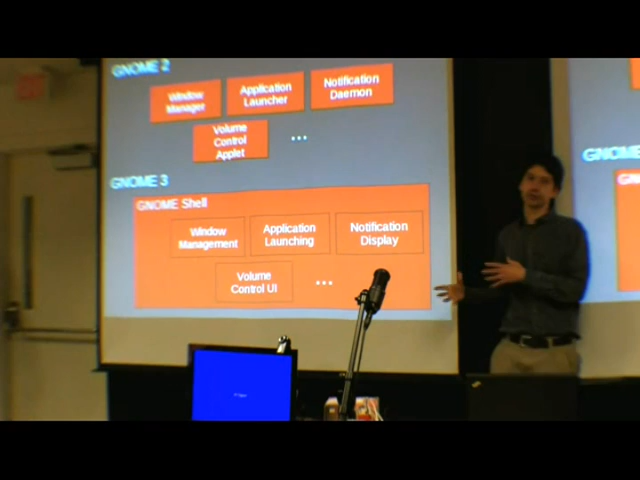 GNOME 2
Window
Manager
Application
Launcher
Notification
Daemon
Volume
Control
Applet
...
GNOME 3
GNOME Shell
Window
Management
Application
Launching
Notification
Display
Volume
Control UI
...
GNOME